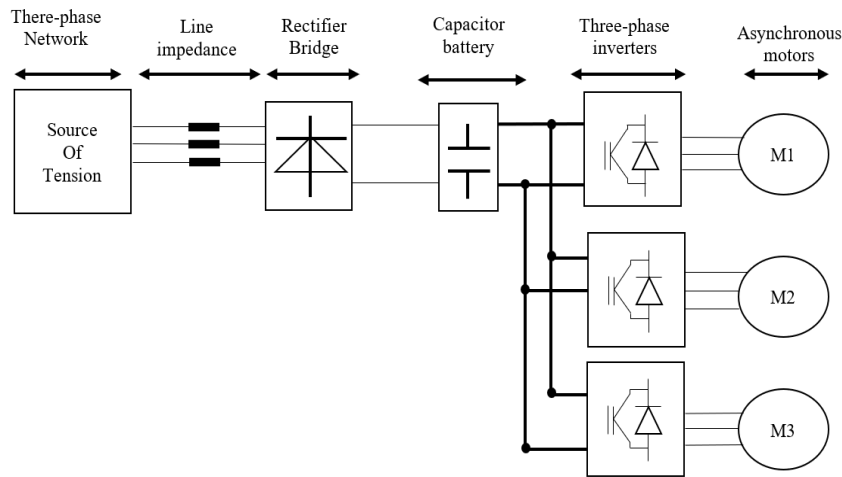 There-phase
Network
Line
impedance
Rectifier
Bridge
Capacitor
battery
Three-phase
inverters
Asynchronous
motors
Source
Of
Tension
M1
M2
M3